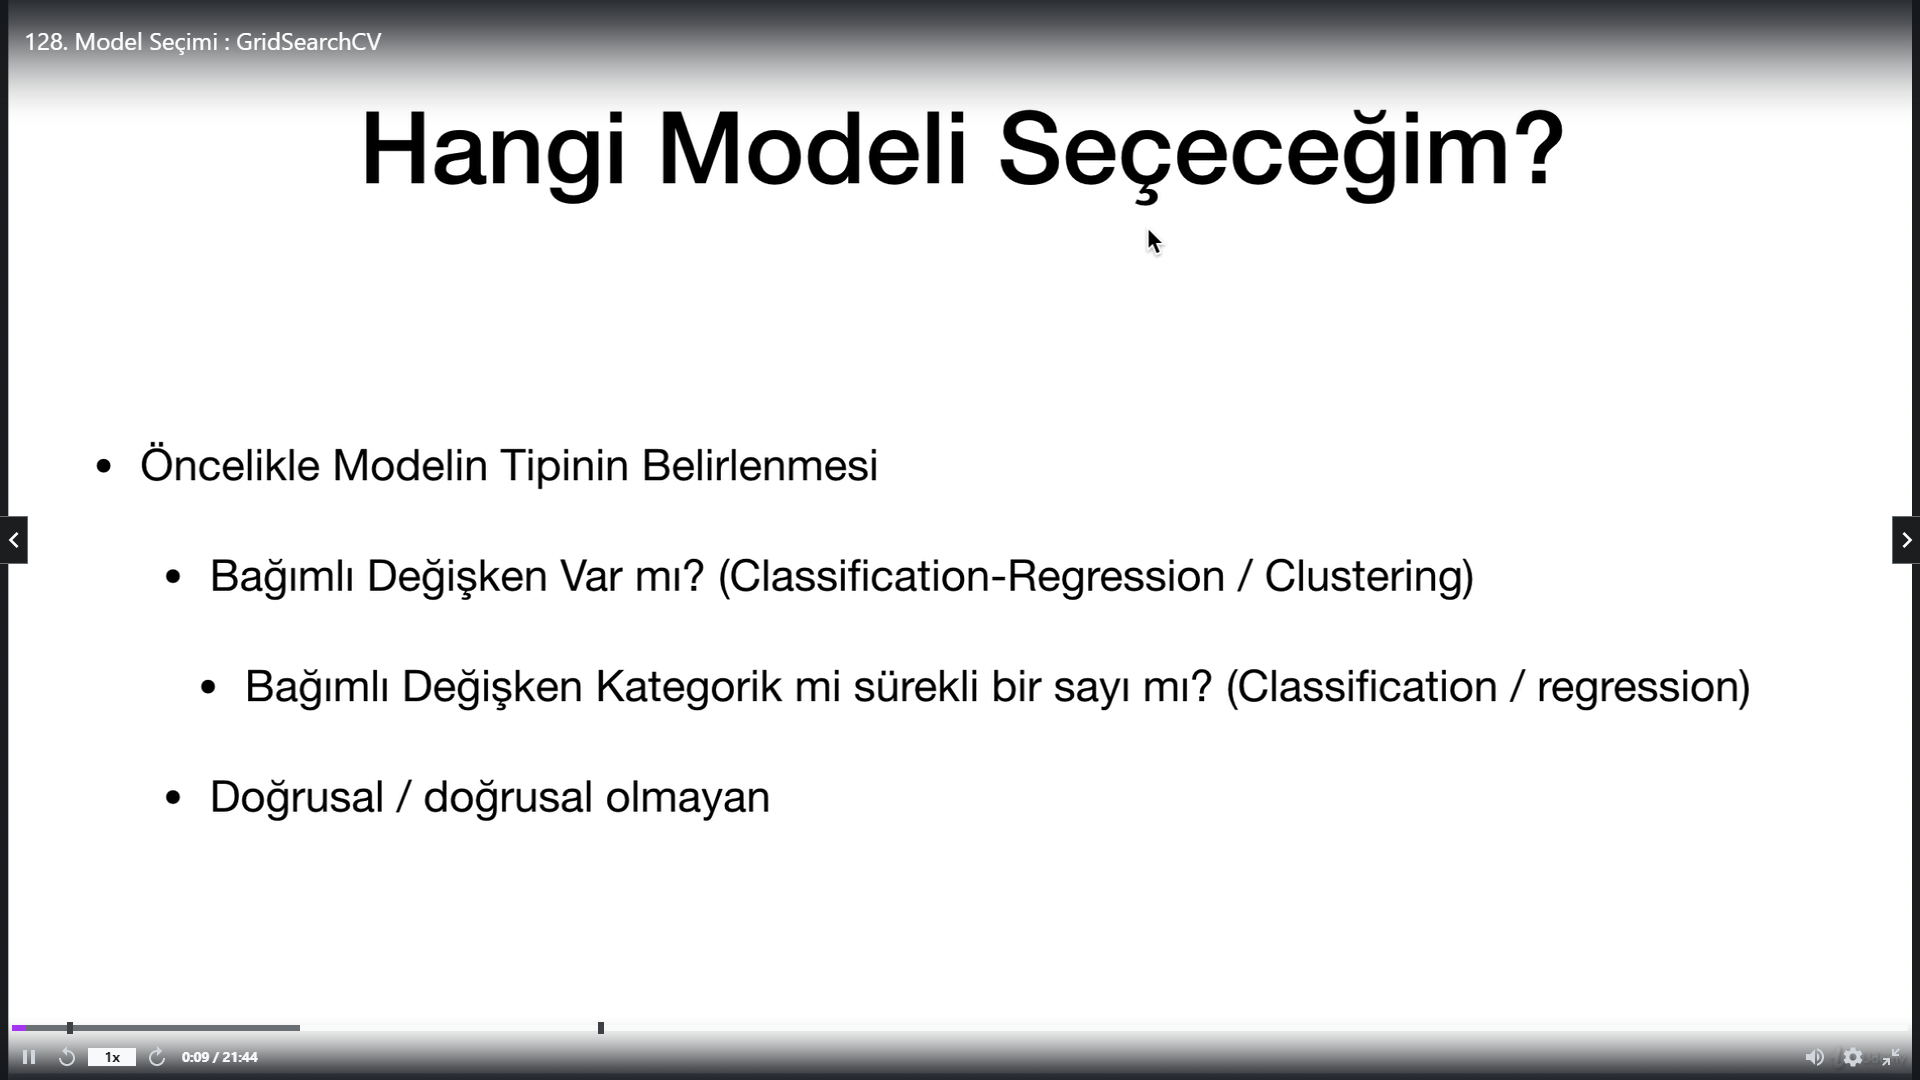 128. Model Seçimi : GridSearchCV
Hangi Modeli Seçeceğim?
• Öncelikle Modelin Tipinin Belirlenmesi
• Bağımlı Değişken Var mı? (Classification-Regression / Clustering)
• Bağımlı Değişken Kategorik mi sürekli bir sayı mı? (Classification / regression)
• Doğrusal / doğrusal olmayan
1x 0:09 / 21:44